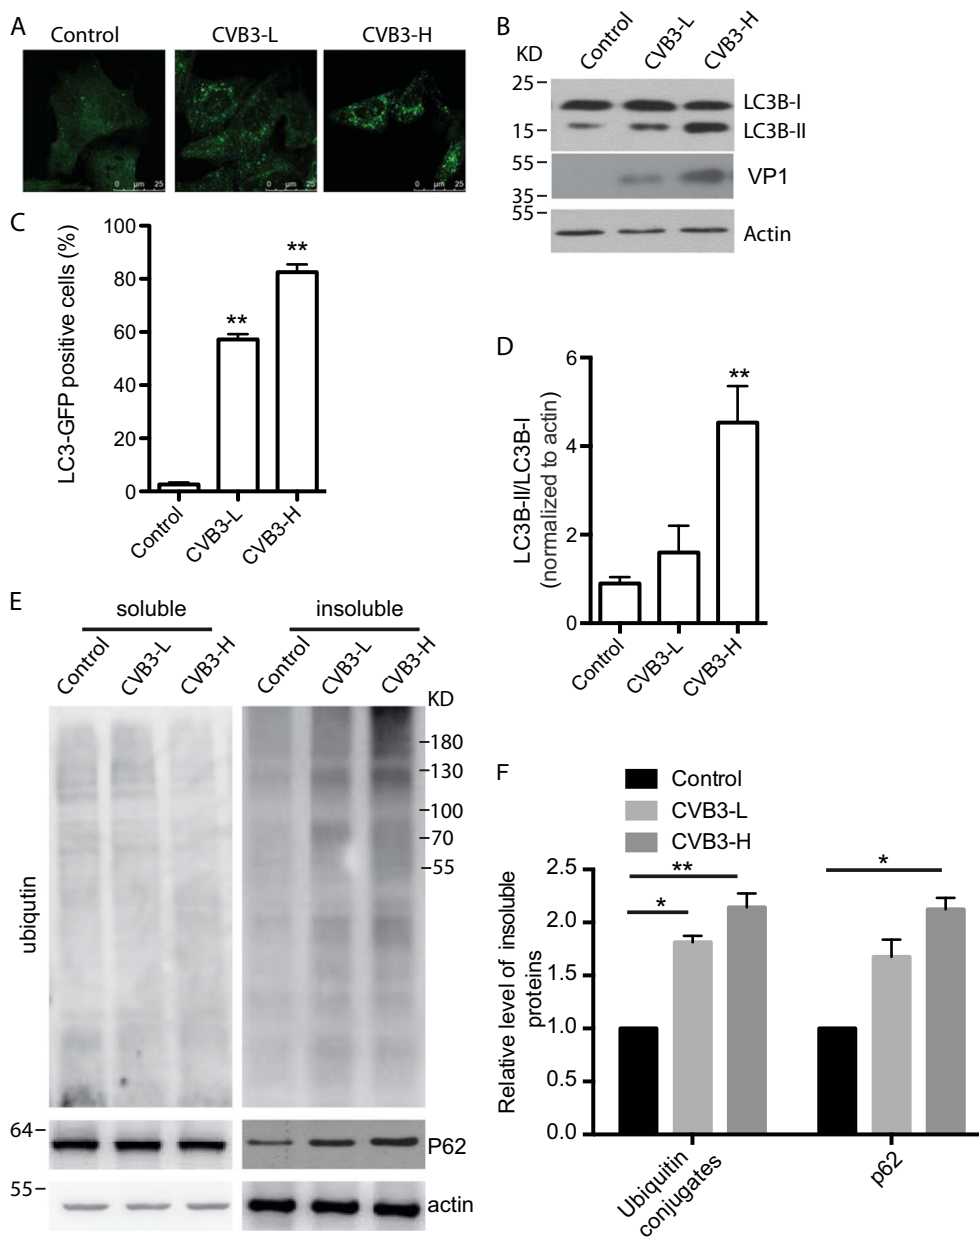 A
Control
CVB3-L
CVB3-H
0 μm 25
0 μm 25
0 μm 25
B
KD
Control
CVB3-L
CVB3-H
25
15
55
35
55
LC3B-I
LC3B-II
VP1
Actin
C
LC3-GFP positive cells (%)
100
80
60
40
20
0
**
**
Control
CVB3-L
CVB3-H
D
LC3B-II/LC3B-I
(normalized to actin)
6
4
2
0
**
Control
CVB3-L
CVB3-H
E
soluble
insoluble
Control
CVB3-L
CVB3-H
Control
CVB3-L
CVB3-H
KD
180
130
100
70
55
ubiqutin
64
P62
55
actin
F
Control
CVB3-L
CVB3-H
Relative level of insoluble
proteins
2.5
2.0
1.5
1.0
0.5
0.0
**
*
*
Ubiquitin
conjugates
p62